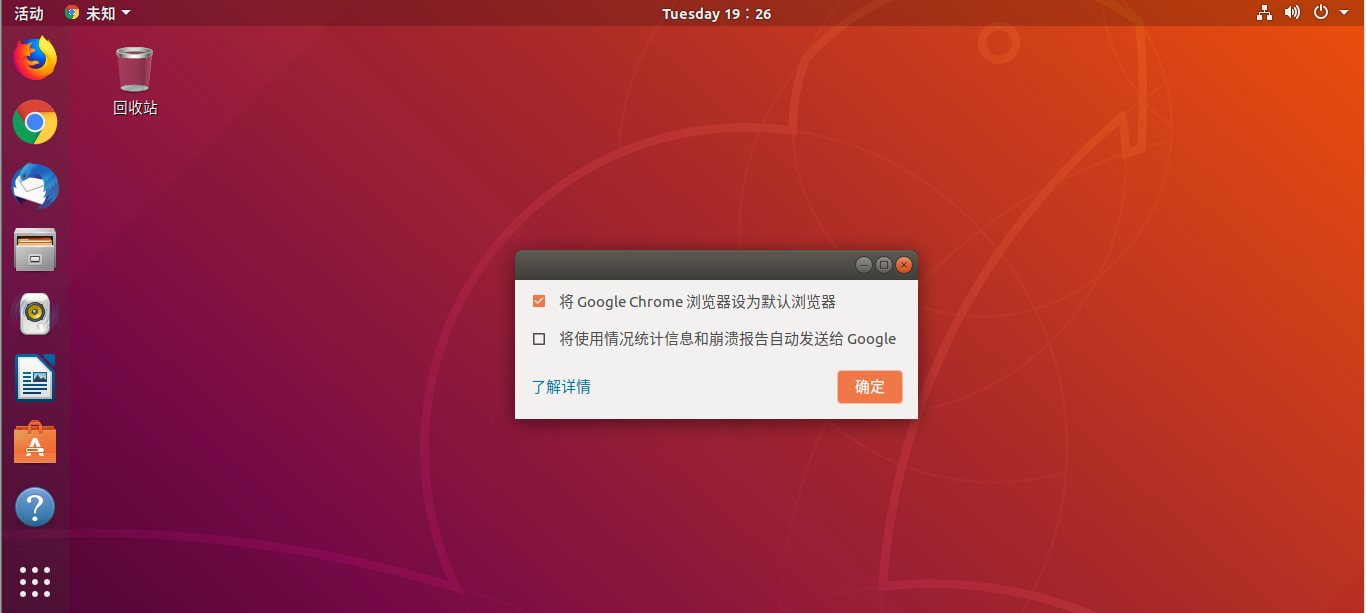 活动
未知
Tuesday 19：26
回收站
将 Google Chrome 浏览器设为默认浏览器
将使用情况统计信息和崩溃报告自动发送给 Google
了解详情
确定